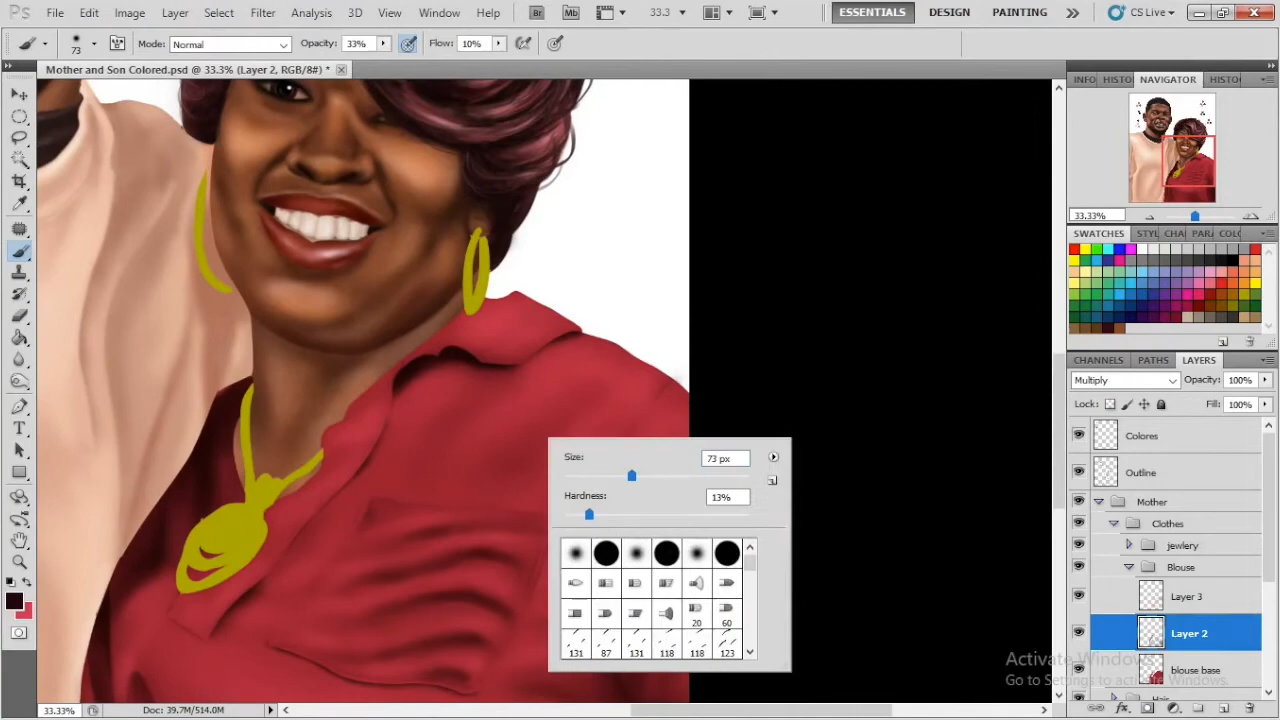 Ps File Edit Image Layer Select Filter Analysis 3D View Window Help Br Mb 33.3 ESSENTIALS DESIGN PAINTING CS Live
73 Mode: Normal Opacity: 33% Flow: 10%
Mother and Son Colored.psd @ 33.3% (Layer 2, RGB/8#) *
INFO HISTO NAVIGATOR HISTO
33.33%
SWATCHES STYL CHA PARA COLO
CHANNELS PATHS LAYERS
Multiply Opacity: 100%
Lock: Fill: 100%
Colores
Outline
Mother
Clothes
jewlery
Blouse
Layer 3
Layer 2
blouse base
Hair
Size: 73 px
Hardness: 13%
20 60
131 87 131 118 118 123
Activate Windows
Go to Settings to activate Windows.
33.33% Doc: 39.7M/514.0M